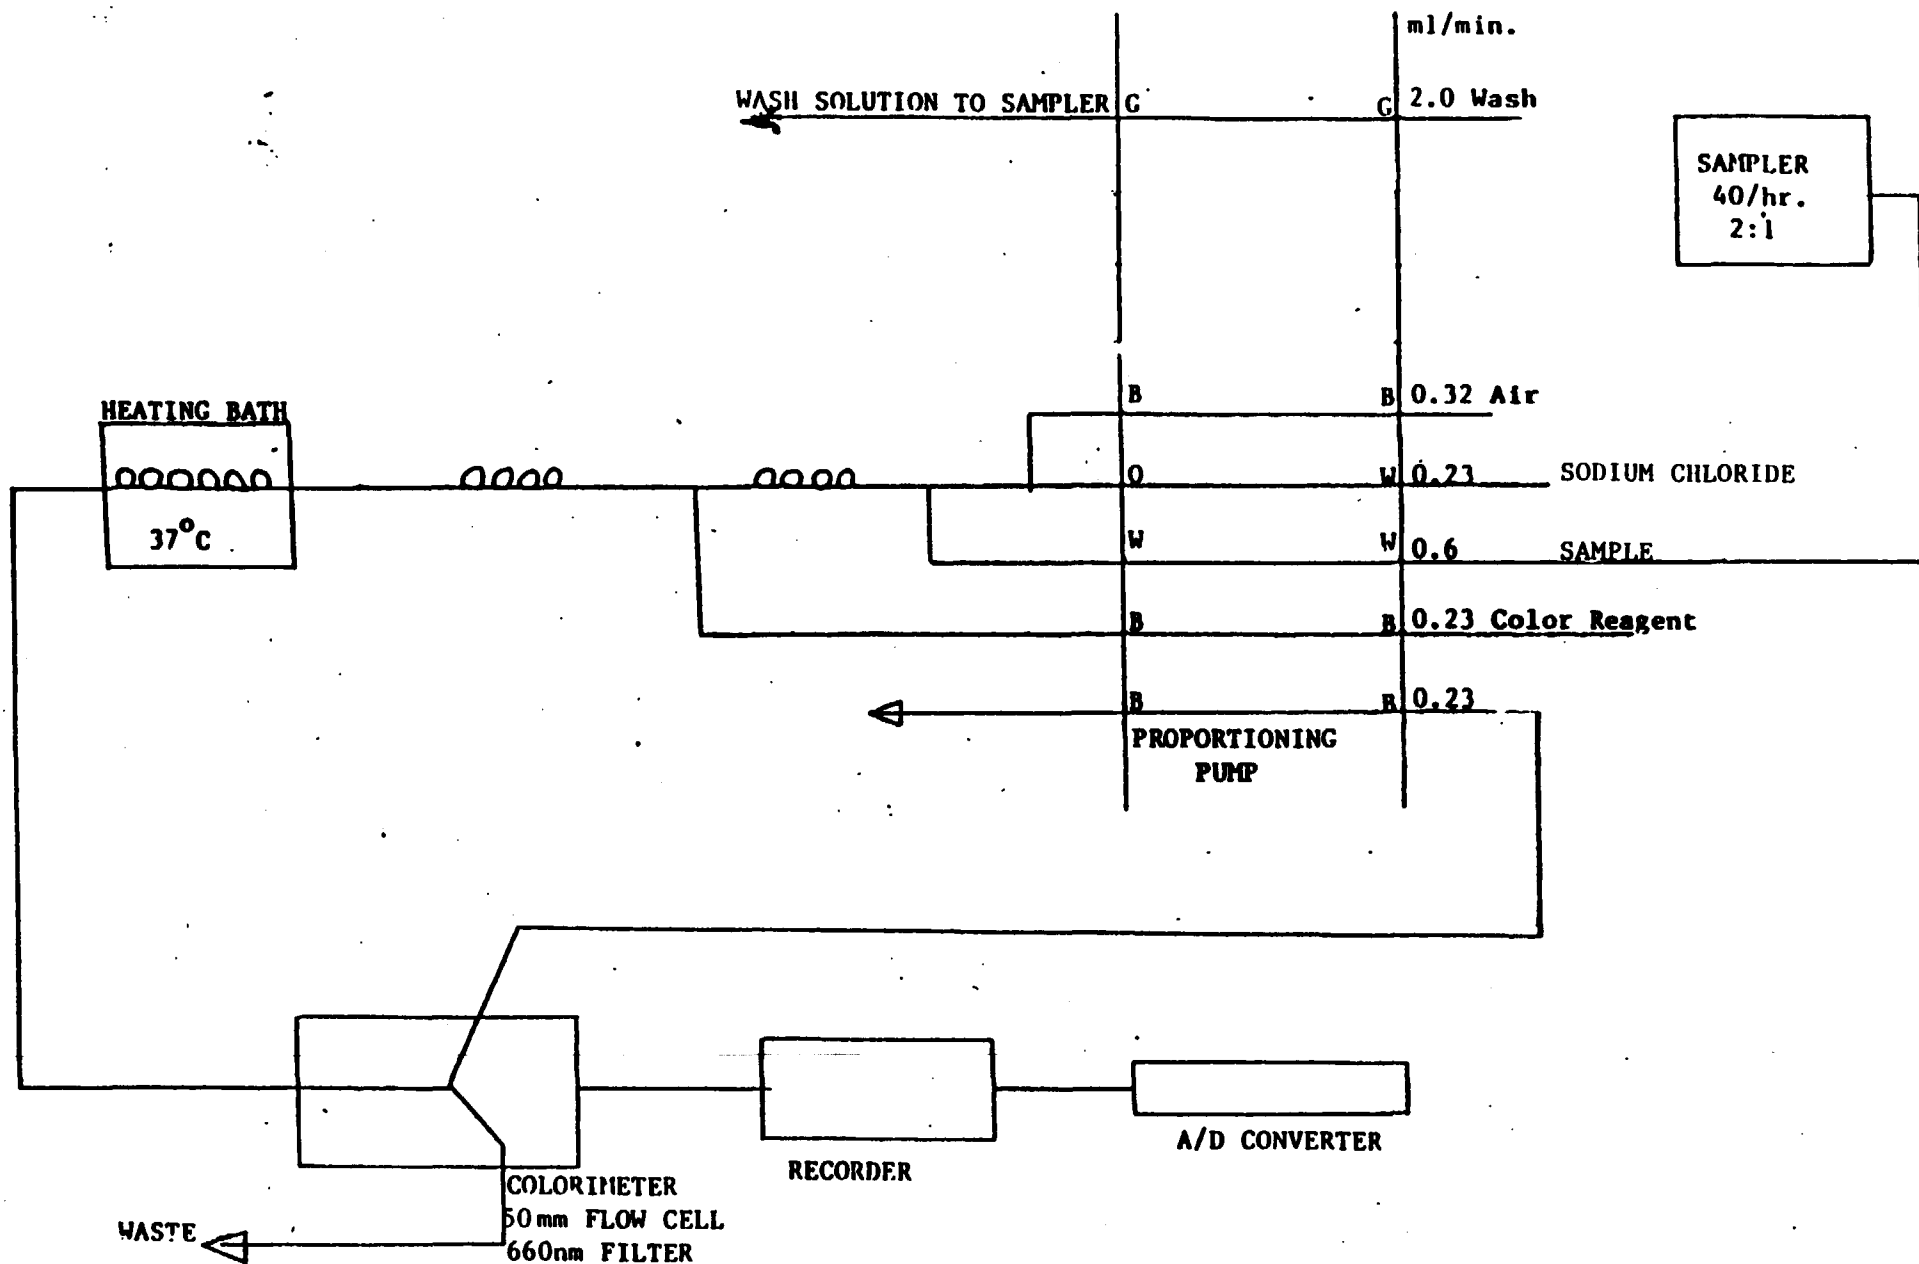 ml/min.
WASH SOLUTION TO SAMPLER G G 2.0 Wash
SAMPLER
40/hr.
2:1
B B 0.32 Air
HEATING BATH
37°C
O W 0.23 SODIUM CHLORIDE
W W 0.6 SAMPLE
B B 0.23 Color Reagent
B B 0.23
PROPORTIONING
PUMP
A/D CONVERTER
RECORDER
COLORIMETER
50mm FLOW CELL
660nm FILTER
WASTE